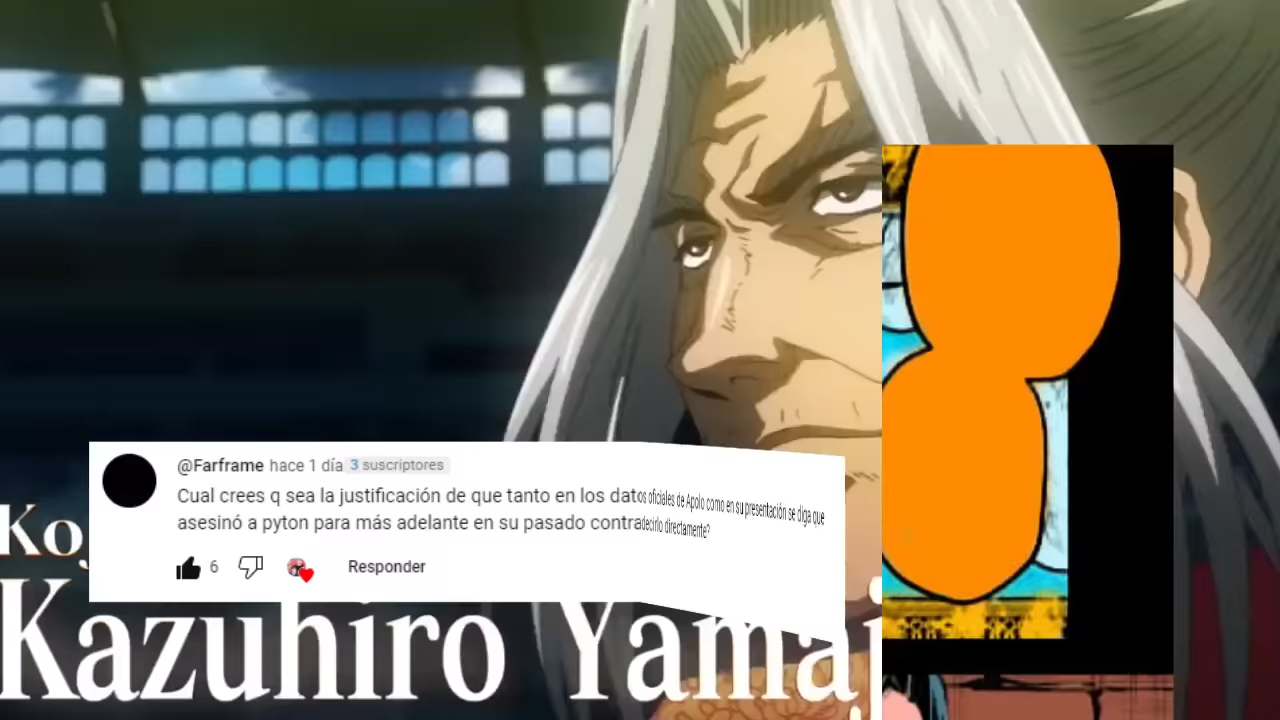 @Farframe hace 1 día 3 suscriptores
Cual crees q sea la justificación de que tanto en los datos oficiales de Apolo como en su presentación se diga que
asesinó a pyton para más adelante en su pasado contradecirlo directamente?
6 Responder
Koj
Kazuhiro Yamaj